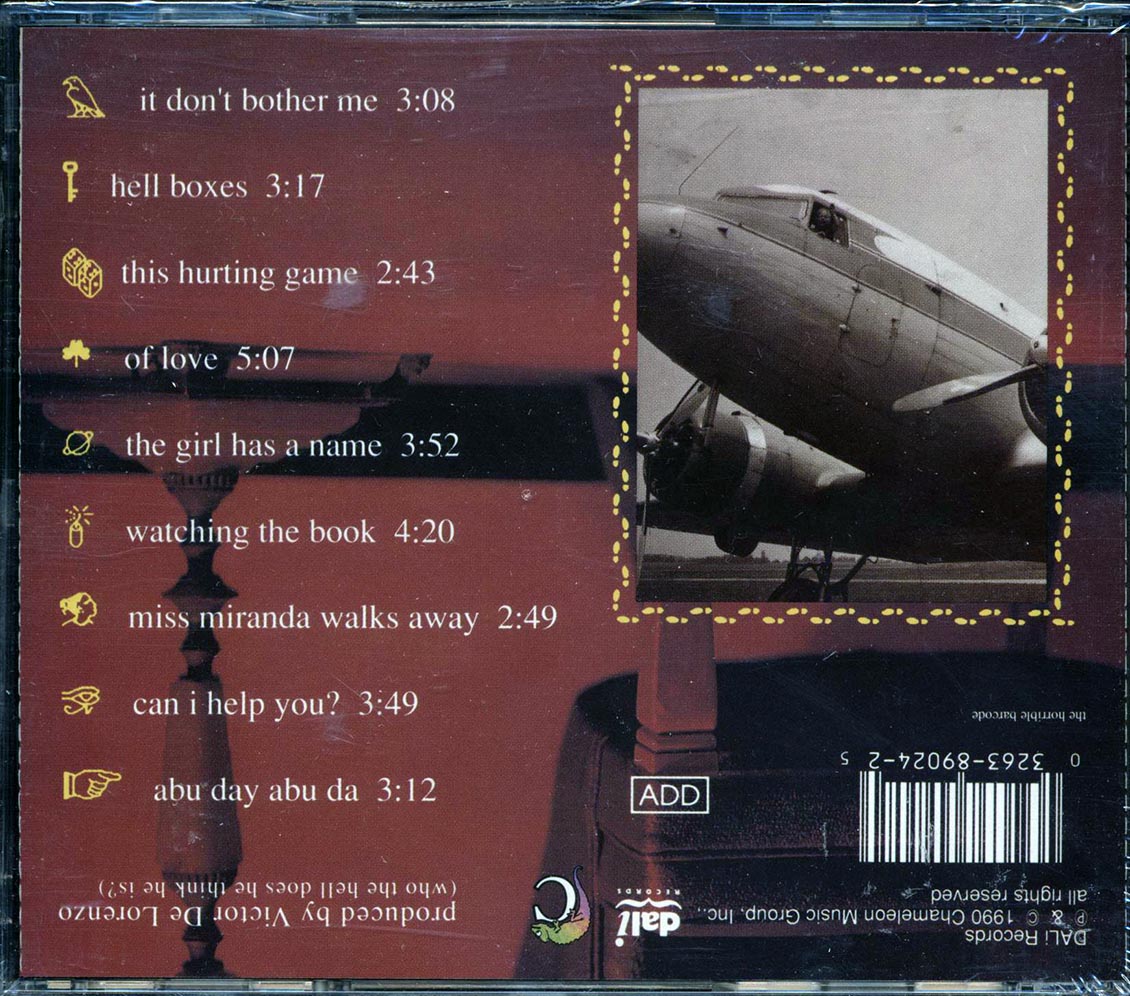 it don't bother me 3:08
hell boxes 3:17
this hurting game 2:43
of love 5:07
the girl has a name 3:52
watching the book 4:20
miss miranda walks away 2:49
can i help you? 3:49
abu day abu da 3:12
ADD
produced by Victor De Lorenzo
(who the hell does he think he is?)
C
dali
RECORDS
DALi Records
℗ & © 1990 Chameleon Music Group, Inc.,
all rights reserved
0 3263-89024-2 5
the horrible barcode